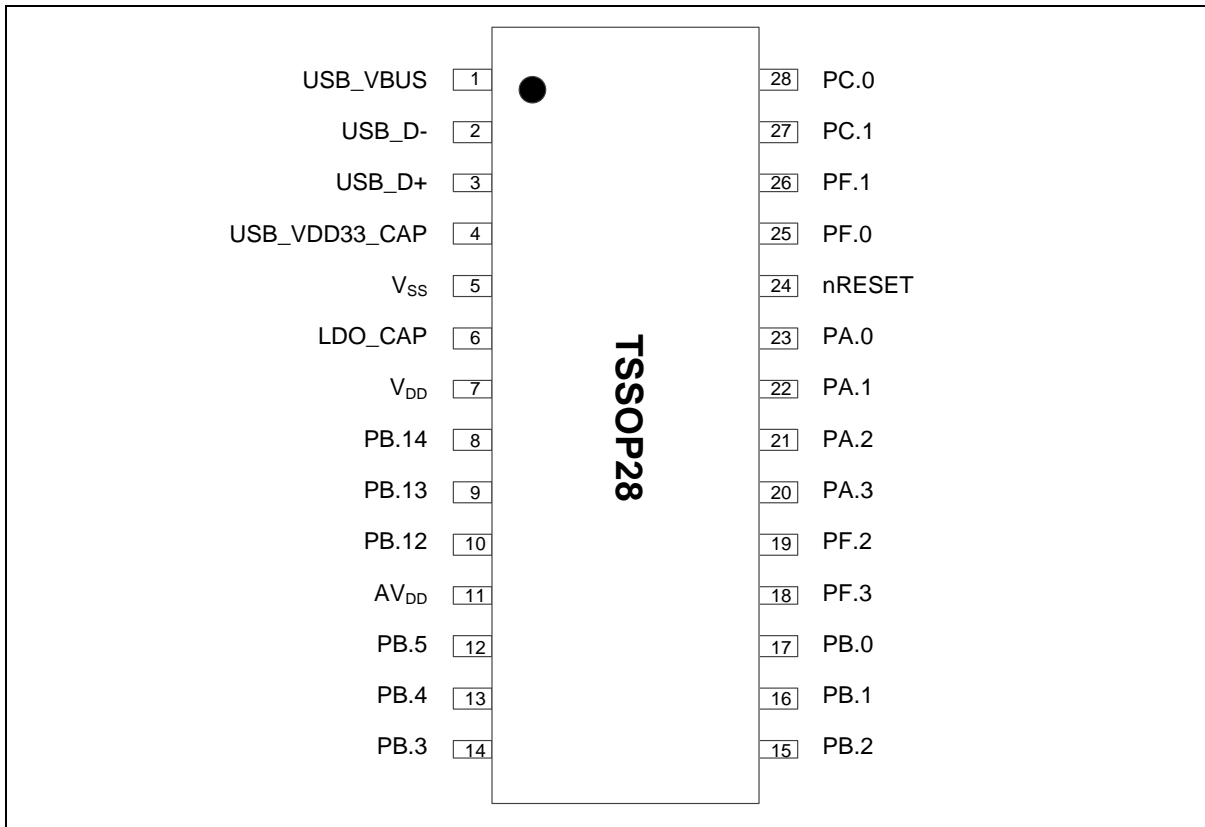 USB_VBUS 1 28 PC.0
USB_D- 2 27 PC.1
USB_D+ 3 26 PF.1
USB_VDD33_CAP 4 25 PF.0
VSS 5 24 nRESET
LDO_CAP 6 23 PA.0
VDD 7 22 PA.1
PB.14 8 21 PA.2
PB.13 9 20 PA.3
PB.12 10 19 PF.2
AVDD 11 18 PF.3
PB.5 12 17 PB.0
PB.4 13 16 PB.1
PB.3 14 15 PB.2
TSSOP28